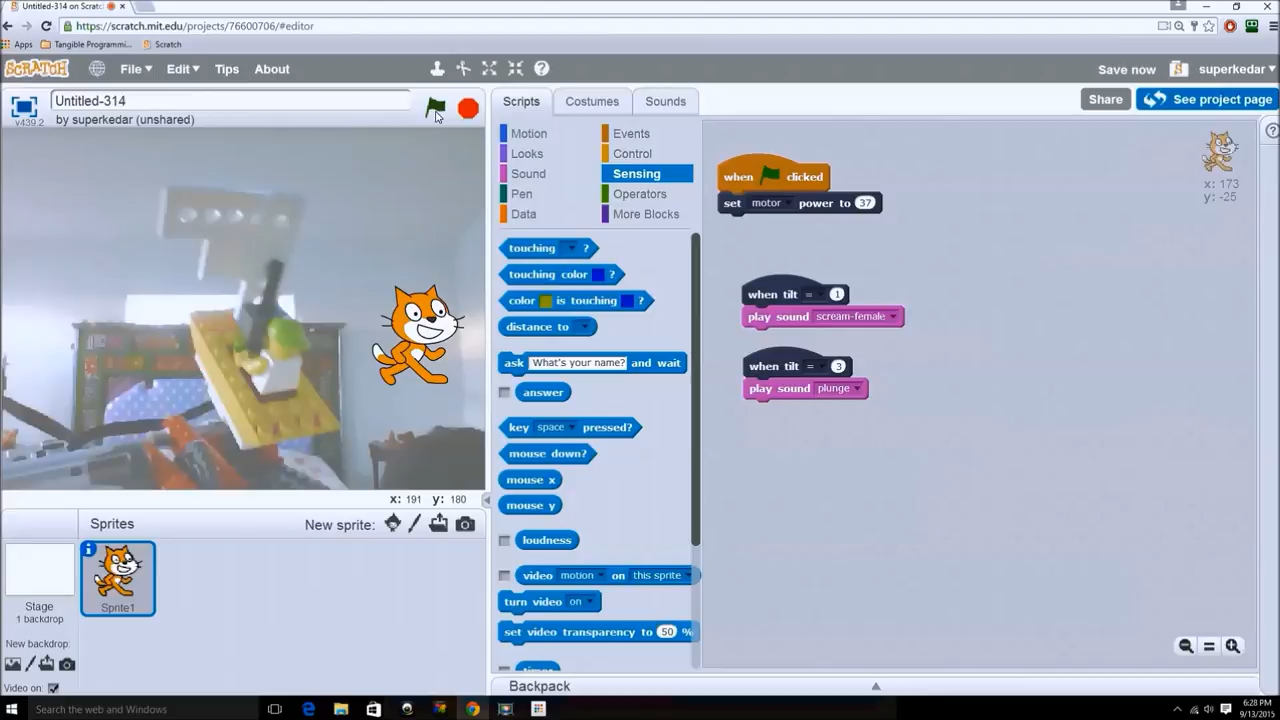 Untitled-314 on Scratch
https://scratch.mit.edu/projects/76600706/#editor
Apps Tangible Programmi... Scratch
SCRATCH File Edit Tips About Save now superkedar
Untitled-314
by superkedar (unshared)
v439.2
Scripts Costumes Sounds
Share See project page
Motion Events
Looks Control
Sound Sensing
Pen Operators
Data More Blocks
touching ?
touching color ?
color is touching ?
distance to
ask What's your name? and wait
answer
key space pressed?
mouse down?
mouse x
mouse y
loudness
video motion on this sprite
turn video on
set video transparency to 50 %
timer
when clicked
set motor power to 37
when tilt = 1
play sound scream-female
when tilt = 3
play sound plunge
x: 173
y: -25
x: 191 y: 180
Sprites New sprite:
Sprite1
Stage
1 backdrop
New backdrop:
Video on:
Backpack
Search the web and Windows
6:28 PM
9/13/2015